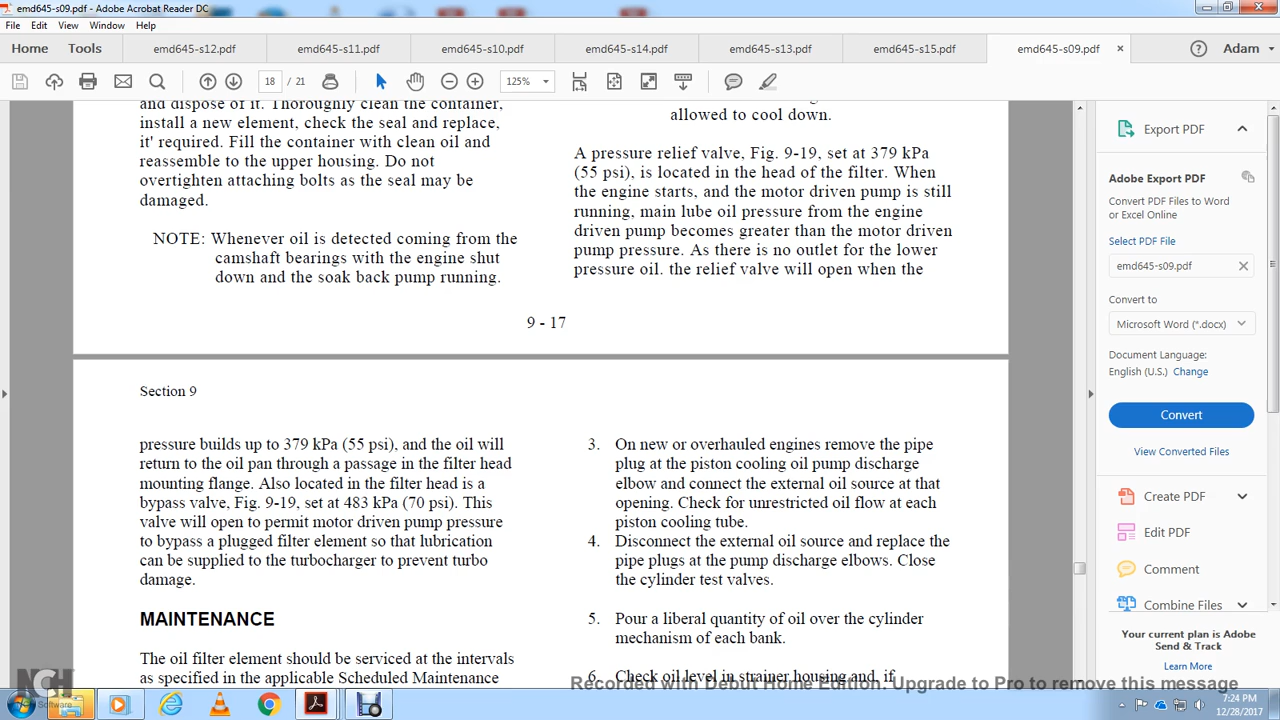 emd645-s09.pdf - Adobe Acrobat Reader DC
File Edit View Window Help
Home Tools emd645-s12.pdf emd645-s11.pdf emd645-s10.pdf emd645-s14.pdf emd645-s13.pdf emd645-s15.pdf emd645-s09.pdf × Adam
18 / 21 125%
and dispose of it. Thoroughly clean the container,
install a new element, check the seal and replace,
it' required. Fill the container with clean oil and
reassemble to the upper housing. Do not
overtighten attaching bolts as the seal may be
damaged.
NOTE: Whenever oil is detected coming from the
camshaft bearings with the engine shut
down and the soak back pump running.
allowed to cool down.
A pressure relief valve, Fig. 9-19, set at 379 kPa
(55 psi), is located in the head of the filter. When
the engine starts, and the motor driven pump is still
running, main lube oil pressure from the engine
driven pump becomes greater than the motor driven
pump pressure. As there is no outlet for the lower
pressure oil. the relief valve will open when the
9 - 17
Section 9
pressure builds up to 379 kPa (55 psi), and the oil will
return to the oil pan through a passage in the filter head
mounting flange. Also located in the filter head is a
bypass valve, Fig. 9-19, set at 483 kPa (70 psi). This
valve will open to permit motor driven pump pressure
to bypass a plugged filter element so that lubrication
can be supplied to the turbocharger to prevent turbo
damage.
MAINTENANCE
The oil filter element should be serviced at the intervals
as specified in the applicable Scheduled Maintenance
3. On new or overhauled engines remove the pipe
plug at the piston cooling oil pump discharge
elbow and connect the external oil source at that
opening. Check for unrestricted oil flow at each
piston cooling tube.
4. Disconnect the external oil source and replace the
pipe plugs at the pump discharge elbows. Close
the cylinder test valves.
5. Pour a liberal quantity of oil over the cylinder
mechanism of each bank.
6. Check oil level in strainer housing and, if
Export PDF
Adobe Export PDF
Convert PDF Files to Word
or Excel Online
Select PDF File
emd645-s09.pdf
Convert to
Microsoft Word (*.docx)
Document Language:
English (U.S.) Change
Convert
View Converted Files
Create PDF
Edit PDF
Comment
Combine Files
Your current plan is Adobe
Send & Track
Learn More
NCH Software
Recorded with Debut Home Edition. Upgrade to Pro to remove this message
7:24 PM
12/28/2017